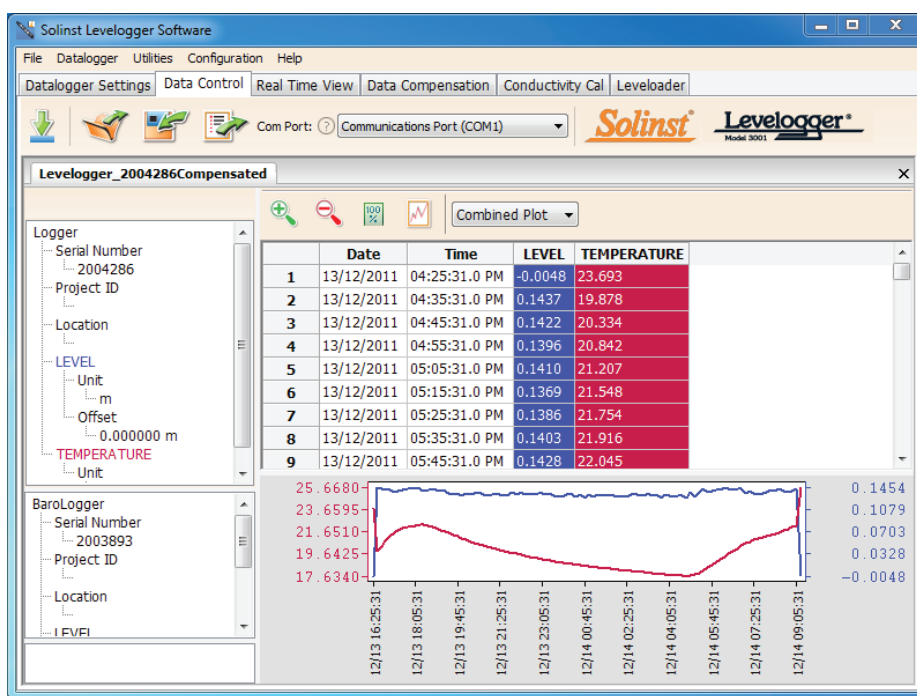 Solinst Levelogger Software
File Datalogger Utilities Configuration Help
Datalogger Settings Data Control Real Time View Data Compensation Conductivity Cal Leveloader
Com Port: ? Communications Port (COM1) Solinst Levelogger®
Model 3001
Levelogger_2004286Compensated
100 % Combined Plot
Logger
Serial Number
2004286
Project ID
Location
LEVEL
Unit
m
Offset
0.000000 m
TEMPERATURE
Unit
Date Time LEVEL TEMPERATURE
1 13/12/2011 04:25:31.0 PM -0.0048 23.693
2 13/12/2011 04:35:31.0 PM 0.1437 19.878
3 13/12/2011 04:45:31.0 PM 0.1422 20.334
4 13/12/2011 04:55:31.0 PM 0.1396 20.842
5 13/12/2011 05:05:31.0 PM 0.1410 21.207
6 13/12/2011 05:15:31.0 PM 0.1369 21.548
7 13/12/2011 05:25:31.0 PM 0.1386 21.754
8 13/12/2011 05:35:31.0 PM 0.1403 21.916
9 13/12/2011 05:45:31.0 PM 0.1428 22.045
BaroLogger
Serial Number
2003893
Project ID
Location
LEVEL
25.6680 0.1454
23.6595 0.1079
21.6510 0.0703
19.6425 0.0328
17.6340 −0.0048
12/13 16:25:31
12/13 18:05:31
12/13 19:45:31
12/13 21:25:31
12/13 23:05:31
12/14 00:45:31
12/14 02:25:31
12/14 04:05:31
12/14 05:45:31
12/14 07:25:31
12/14 09:05:31